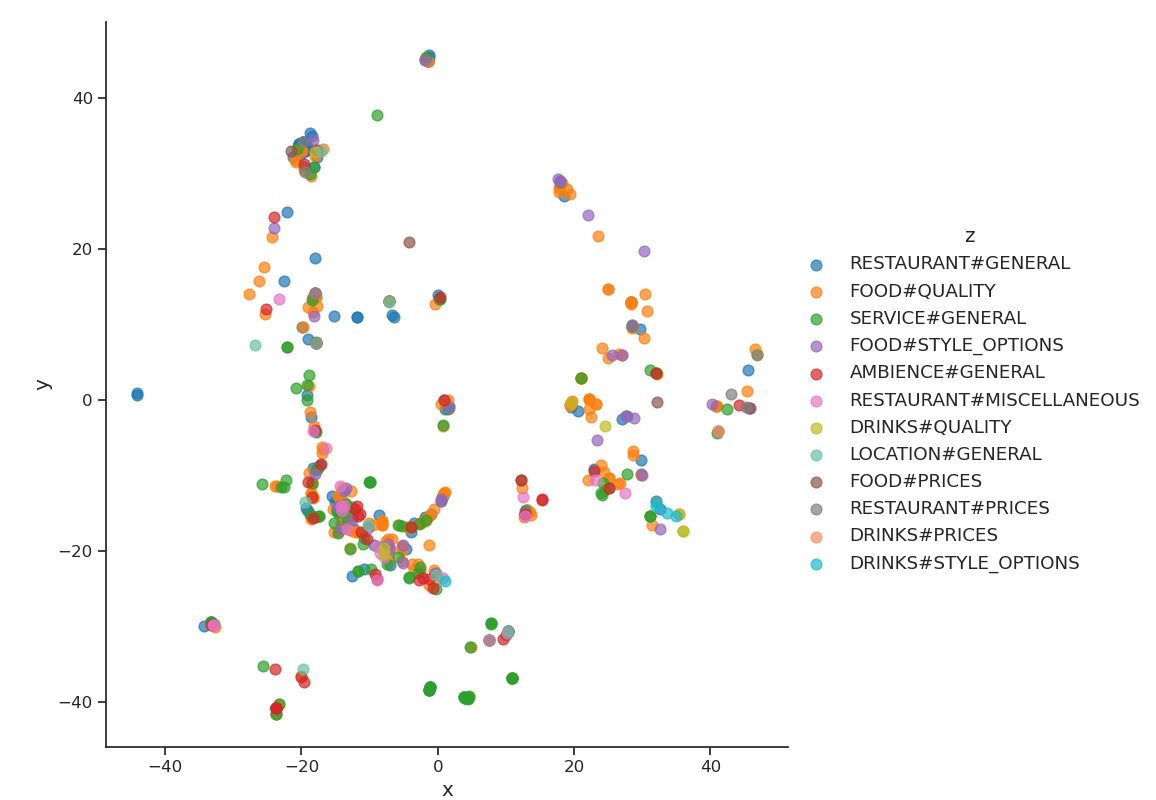 40
20
0
−20
−40
y
−40
−20
0
20
40
x
z
RESTAURANT#GENERAL
FOOD#QUALITY
SERVICE#GENERAL
FOOD#STYLE_OPTIONS
AMBIENCE#GENERAL
RESTAURANT#MISCELLANEOUS
DRINKS#QUALITY
LOCATION#GENERAL
FOOD#PRICES
RESTAURANT#PRICES
DRINKS#PRICES
DRINKS#STYLE_OPTIONS